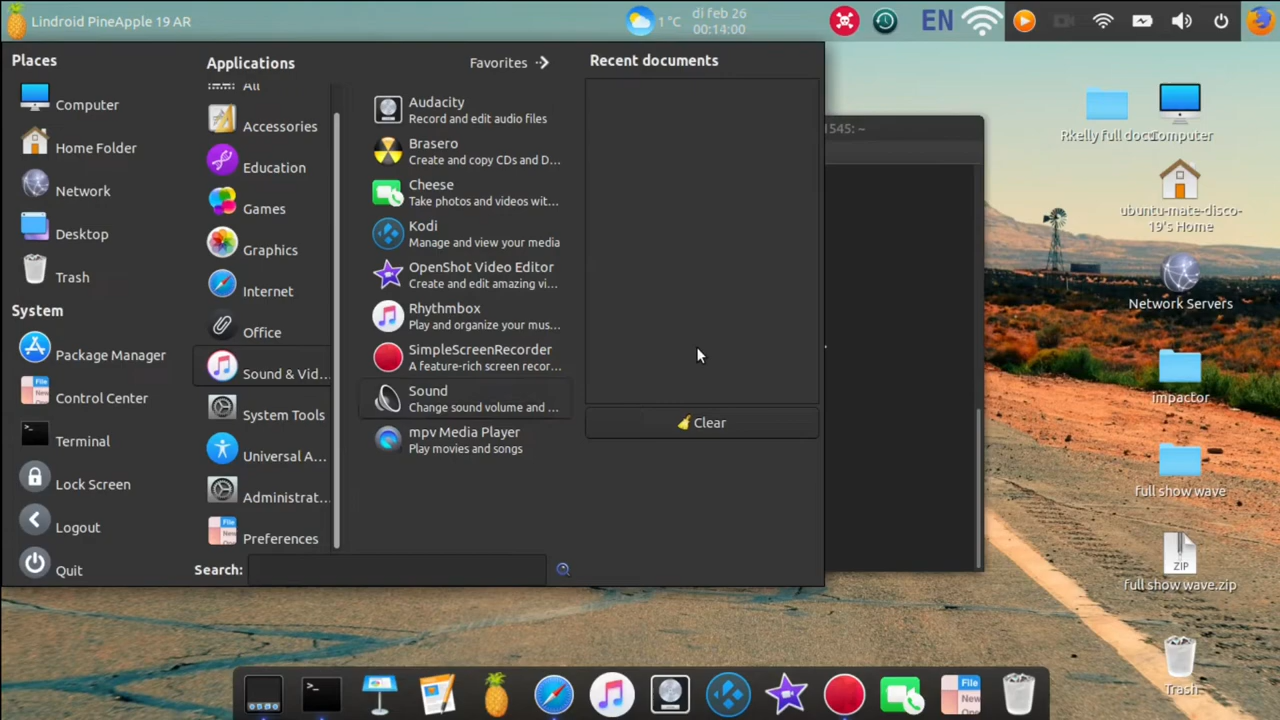 Lindroid PineApple 19 AR
1 °C
di feb 26
00:14:00
EN
Places
Computer
Home Folder
Network
Desktop
Trash
System
Package Manager
Control Center
Terminal
Lock Screen
Logout
Quit
Applications
All
Accessories
Education
Games
Graphics
Internet
Office
Sound & Vid...
System Tools
Universal A...
Administrat...
Preferences
Search:
Favorites
Audacity
Record and edit audio files
Brasero
Create and copy CDs and D...
Cheese
Take photos and videos wit...
Kodi
Manage and view your media
OpenShot Video Editor
Create and edit amazing vi...
Rhythmbox
Play and organize your mus...
SimpleScreenRecorder
A feature-rich screen recor...
Sound
Change sound volume and ...
mpv Media Player
Play movies and songs
Recent documents
Clear
1545: ~
Rkelly full docu
Computer
ubuntu-mate-disco-
19's Home
Network Servers
impactor
full show wave
ZIP
full show wave.zip
Trash
File